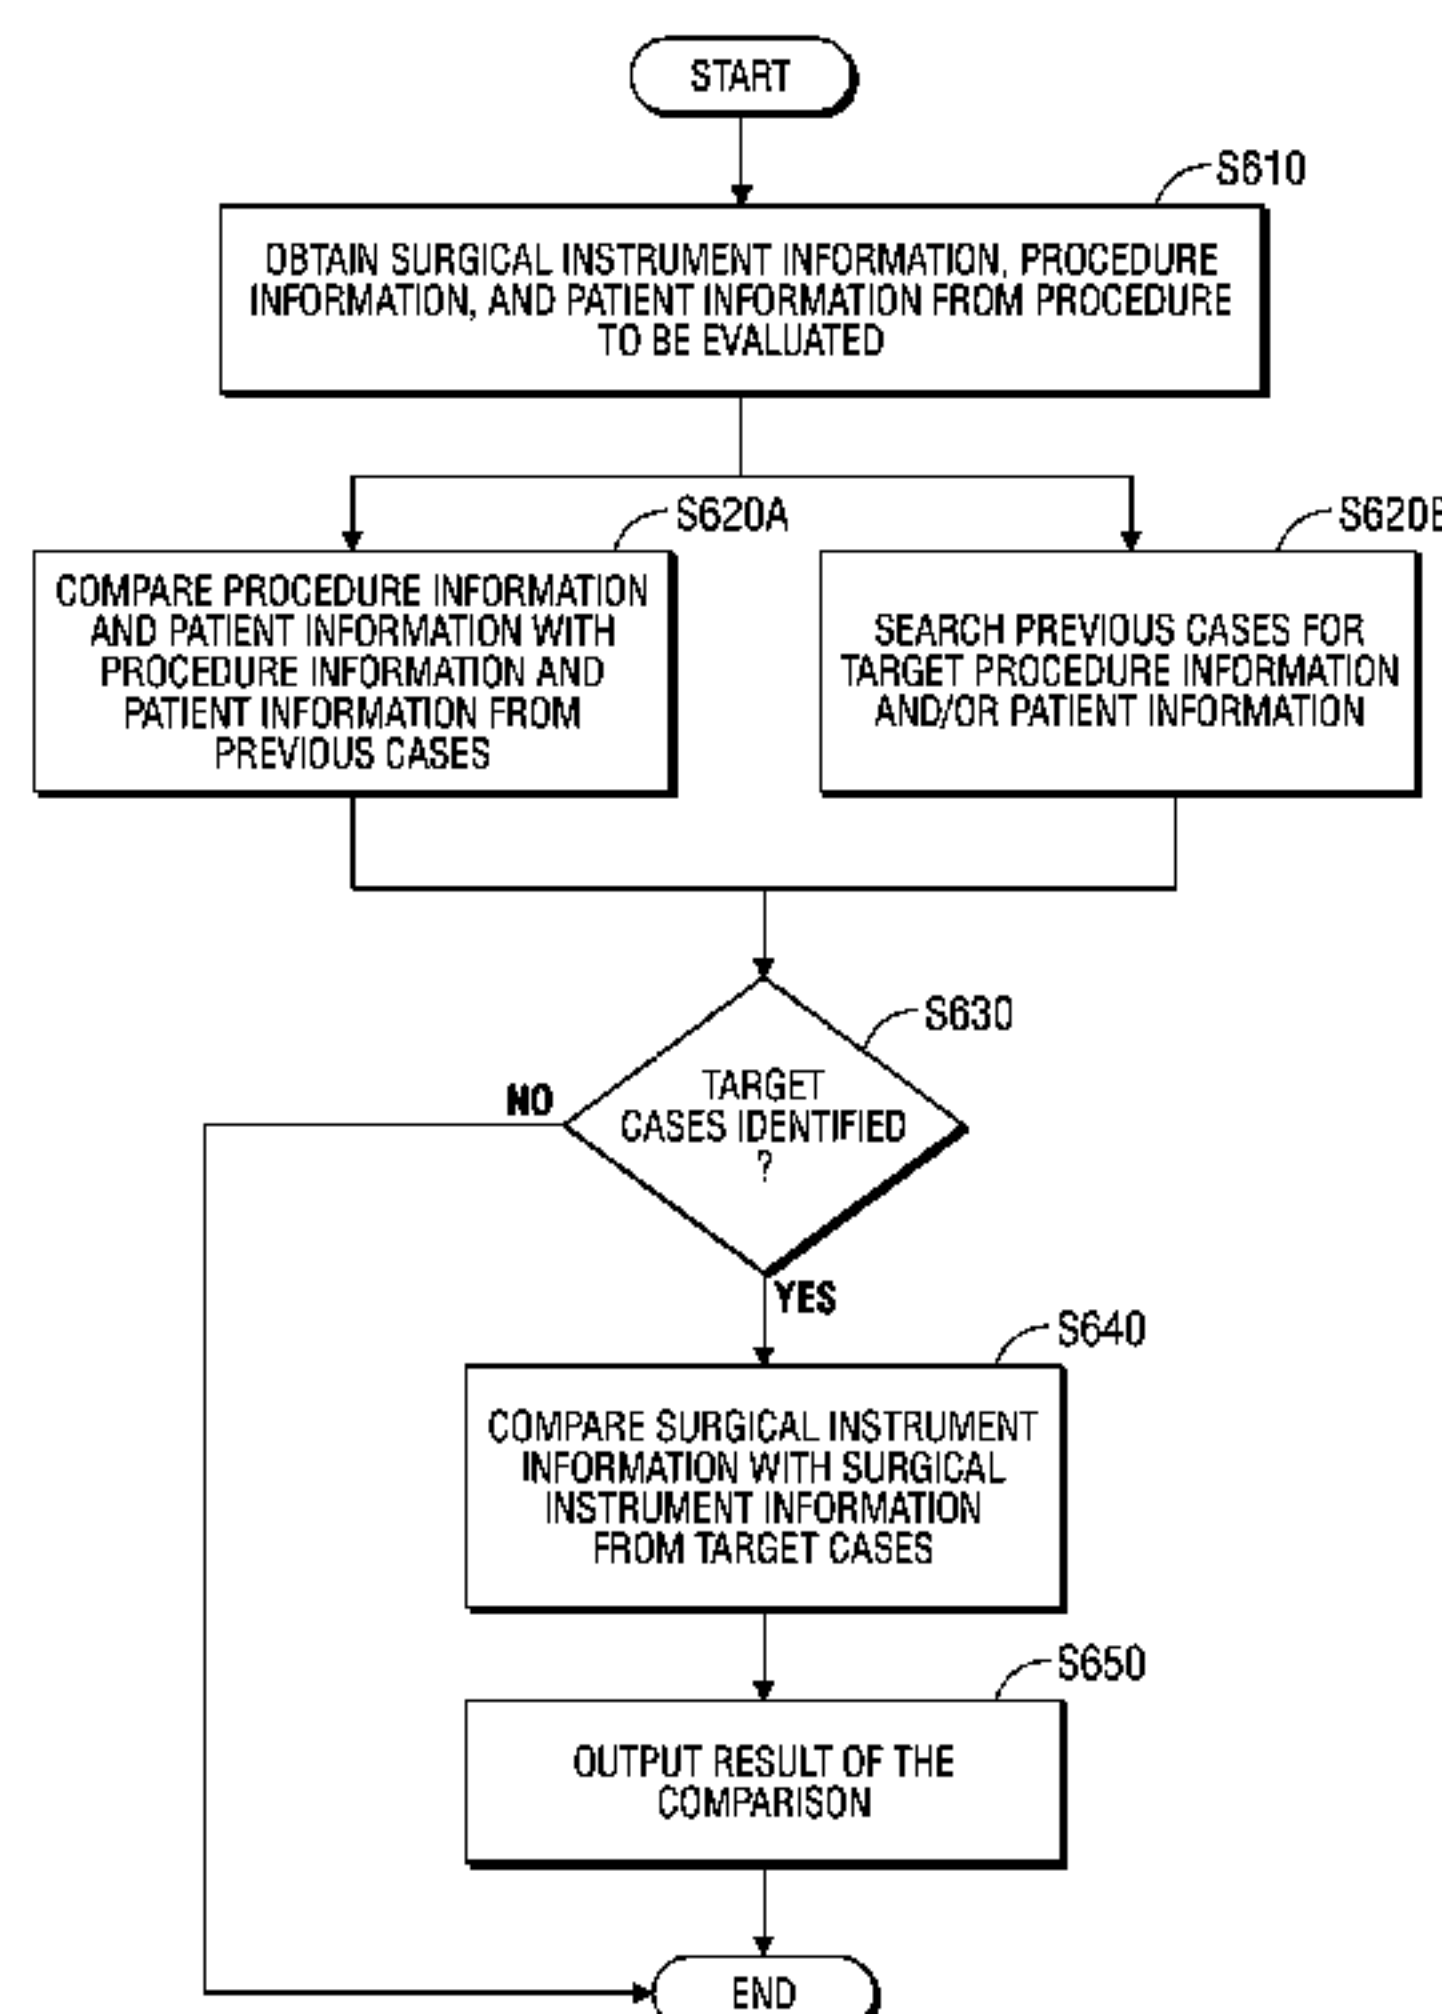 START
S610
OBTAIN SURGICAL INSTRUMENT INFORMATION, PROCEDURE
INFORMATION, AND PATIENT INFORMATION FROM PROCEDURE
TO BE EVALUATED
S620A
COMPARE PROCEDURE INFORMATION
AND PATIENT INFORMATION WITH
PROCEDURE INFORMATION AND
PATIENT INFORMATION FROM
PREVIOUS CASES
S620B
SEARCH PREVIOUS CASES FOR
TARGET PROCEDURE INFORMATION
AND/OR PATIENT INFORMATION
S630
TARGET
CASES IDENTIFIED
?
NO
YES
S640
COMPARE SURGICAL INSTRUMENT
INFORMATION WITH SURGICAL
INSTRUMENT INFORMATION
FROM TARGET CASES
S650
OUTPUT RESULT OF THE
COMPARISON
END